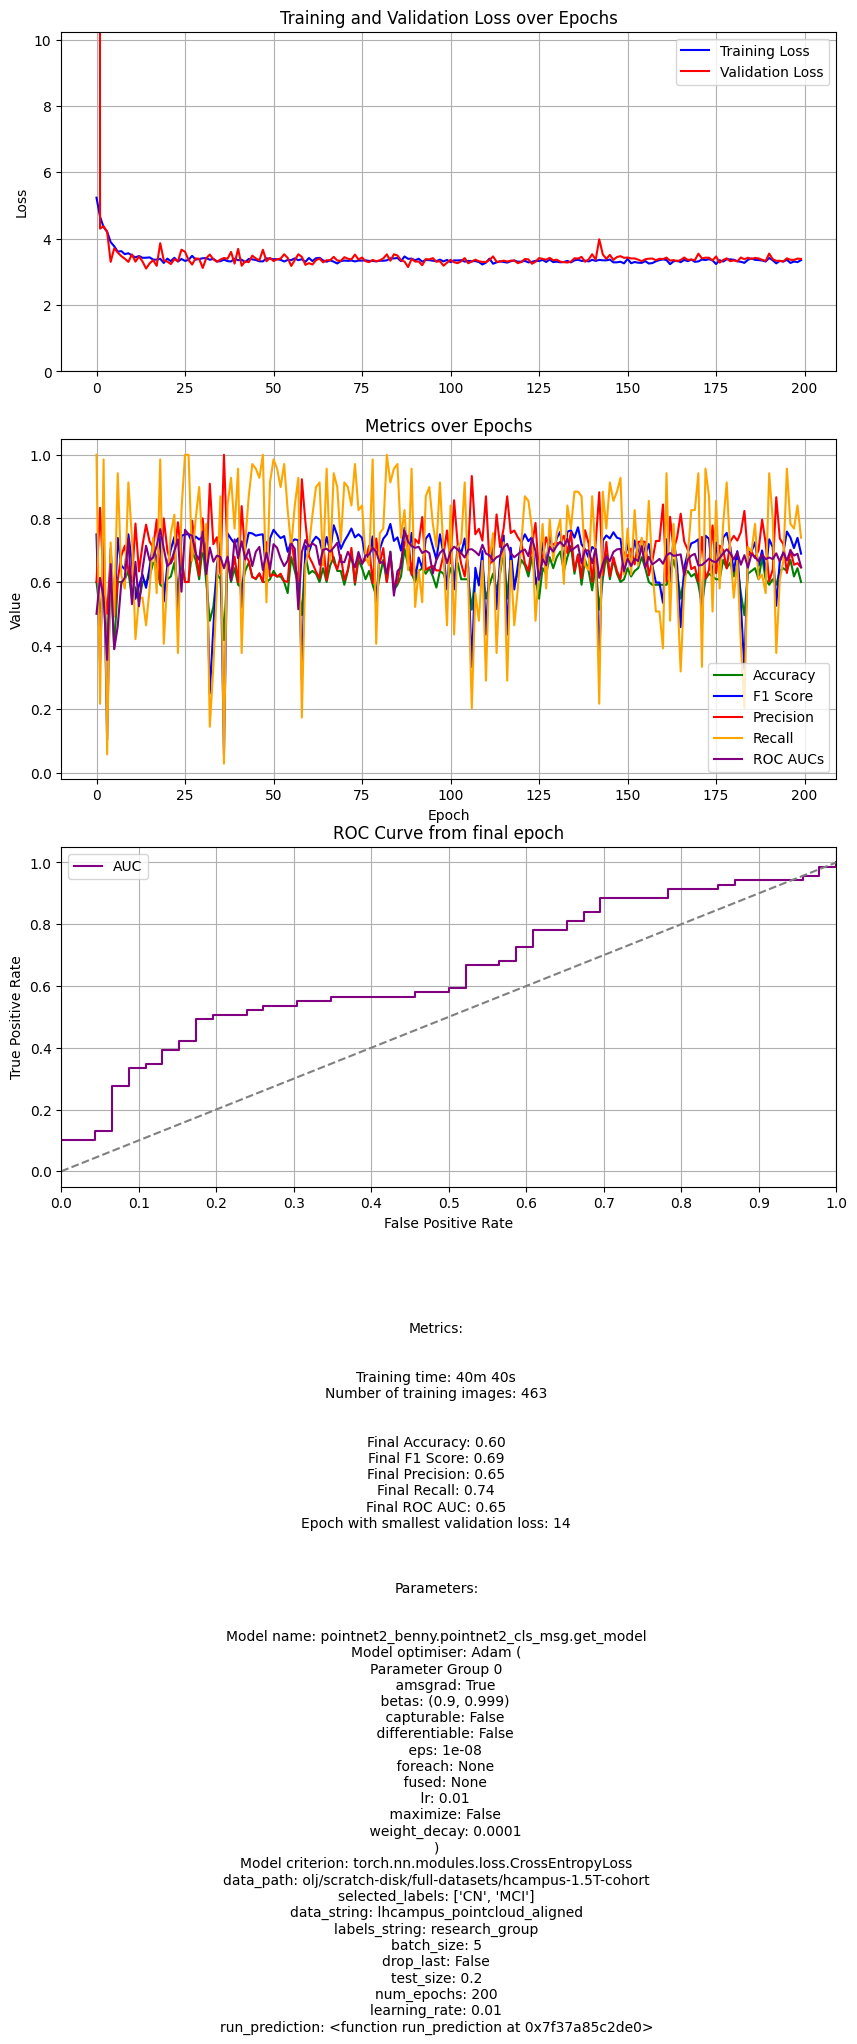 Training and Validation Loss over Epochs
10
8
6
4
2
0
Loss
Training Loss
Validation Loss
0 25 50 75 100 125 150 175 200
Metrics over Epochs
1.0
0.8
0.6
0.4
0.2
0.0
Value
Accuracy
F1 Score
Precision
Recall
ROC AUCs
0 25 50 75 100 125 150 175 200
Epoch
ROC Curve from final epoch
AUC
1.0
0.8
0.6
0.4
0.2
0.0
True Positive Rate
0.0 0.1 0.2 0.3 0.4 0.5 0.6 0.7 0.8 0.9 1.0
False Positive Rate
Metrics:
Training time: 40m 40s
Number of training images: 463
Final Accuracy: 0.60
Final F1 Score: 0.69
Final Precision: 0.65
Final Recall: 0.74
Final ROC AUC: 0.65
Epoch with smallest validation loss: 14
Parameters:
Model name: pointnet2_benny.pointnet2_cls_msg.get_model
Model optimiser: Adam (
Parameter Group 0
amsgrad: True
betas: (0.9, 0.999)
capturable: False
differentiable: False
eps: 1e-08
foreach: None
fused: None
lr: 0.01
maximize: False
weight_decay: 0.0001
)
Model criterion: torch.nn.modules.loss.CrossEntropyLoss
data_path: olj/scratch-disk/full-datasets/hcampus-1.5T-cohort
selected_labels: ['CN', 'MCI']
data_string: lhcampus_pointcloud_aligned
labels_string: research_group
batch_size: 5
drop_last: False
test_size: 0.2
num_epochs: 200
learning_rate: 0.01
run_prediction: <function run_prediction at 0x7f37a85c2de0>